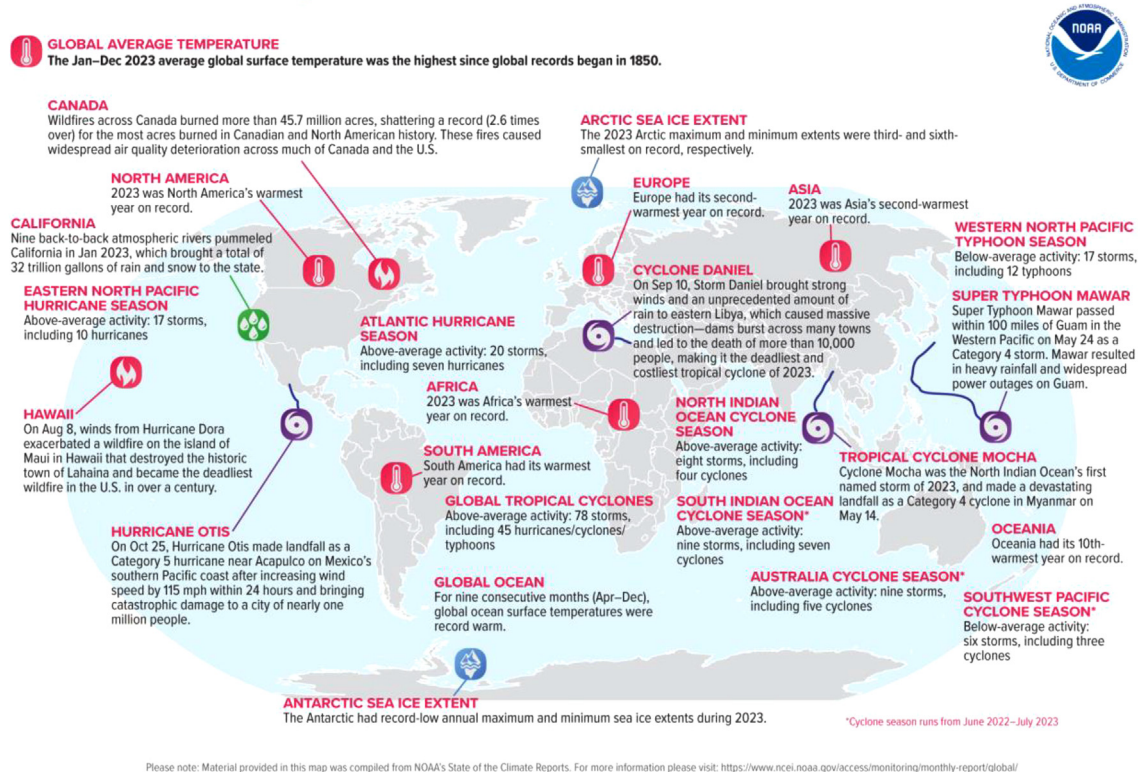 GLOBAL AVERAGE TEMPERATURE
The Jan–Dec 2023 average global surface temperature was the highest since global records began in 1850.
NOAA
NATIONAL OCEANIC AND ATMOSPHERIC ADMINISTRATION
U.S. DEPARTMENT OF COMMERCE
CANADA
Wildfires across Canada burned more than 45.7 million acres, shattering a record (2.6 times
over) for the most acres burned in Canadian and North American history. These fires caused
widespread air quality deterioration across much of Canada and the U.S.
ARCTIC SEA ICE EXTENT
The 2023 Arctic maximum and minimum extents were third- and sixth-
smallest on record, respectively.
NORTH AMERICA
2023 was North America's warmest
year on record.
EUROPE
Europe had its second-
warmest year on record.
ASIA
2023 was Asia's second-warmest
year on record.
CALIFORNIA
Nine back-to-back atmospheric rivers pummeled
California in Jan 2023, which brought a total of
32 trillion gallons of rain and snow to the state.
WESTERN NORTH PACIFIC
TYPHOON SEASON
Below-average activity: 17 storms,
including 12 typhoons
CYCLONE DANIEL
On Sep 10, Storm Daniel brought strong
winds and an unprecedented amount of
rain to eastern Libya, which caused massive
destruction—dams burst across many towns
and led to the death of more than 10,000
people, making it the deadliest and
costliest tropical cyclone of 2023.
EASTERN NORTH PACIFIC
HURRICANE SEASON
Above-average activity: 17 storms,
including 10 hurricanes
SUPER TYPHOON MAWAR
Super Typhoon Mawar passed
within 100 miles of Guam in the
Western Pacific on May 24 as a
Category 4 storm. Mawar resulted
in heavy rainfall and widespread
power outages on Guam.
ATLANTIC HURRICANE
SEASON
Above-average activity: 20 storms,
including seven hurricanes
AFRICA
2023 was Africa's warmest
year on record.
NORTH INDIAN
OCEAN CYCLONE
SEASON
Above-average activity:
eight storms, including
four cyclones
HAWAII
On Aug 8, winds from Hurricane Dora
exacerbated a wildfire on the island of
Maui in Hawaii that destroyed the historic
town of Lahaina and became the deadliest
wildfire in the U.S. in over a century.
SOUTH AMERICA
South America had its warmest
year on record.
TROPICAL CYCLONE MOCHA
Cyclone Mocha was the North Indian Ocean's first
named storm of 2023, and made a devastating
landfall as a Category 4 cyclone in Myanmar on
May 14.
GLOBAL TROPICAL CYCLONES
Above-average activity: 78 storms,
including 45 hurricanes/cyclones/
typhoons
SOUTH INDIAN OCEAN
CYCLONE SEASON*
Above-average activity:
nine storms, including seven
cyclones
HURRICANE OTIS
On Oct 25, Hurricane Otis made landfall as a
Category 5 hurricane near Acapulco on Mexico's
southern Pacific coast after increasing wind
speed by 115 mph within 24 hours and bringing
catastrophic damage to a city of nearly one
million people.
OCEANIA
Oceania had its 10th-
warmest year on record.
GLOBAL OCEAN
For nine consecutive months (Apr–Dec),
global ocean surface temperatures were
record warm.
AUSTRALIA CYCLONE SEASON*
Above-average activity: nine storms,
including five cyclones
SOUTHWEST PACIFIC
CYCLONE SEASON*
Below-average activity:
six storms, including three
cyclones
ANTARCTIC SEA ICE EXTENT
The Antarctic had record-low annual maximum and minimum sea ice extents during 2023.
*Cyclone season runs from June 2022–July 2023
Please note: Material provided in this map was compiled from NOAA's State of the Climate Reports. For more information please visit: https://www.ncei.noaa.gov/access/monitoring/monthly-report/global/